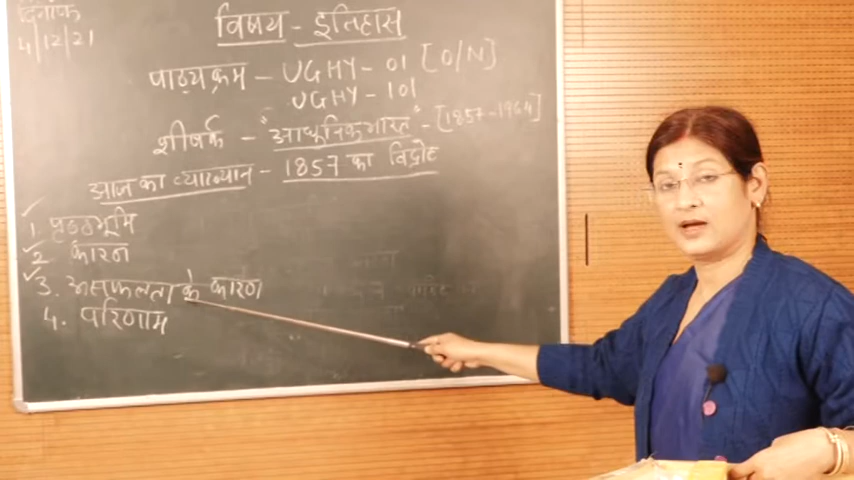 दिनांक
4/12/21
विषय - इतिहास
पाठ्यक्रम - UGHY - 01 [O/N]
UGHY - 101
शीर्षक - "आधुनिक भारत" - [1857-1964]
आज का व्याख्यान - 1857 का विद्रोह
1. पृष्ठभूमि
2 कारन
3. असफलता के कारण
4. परिणाम